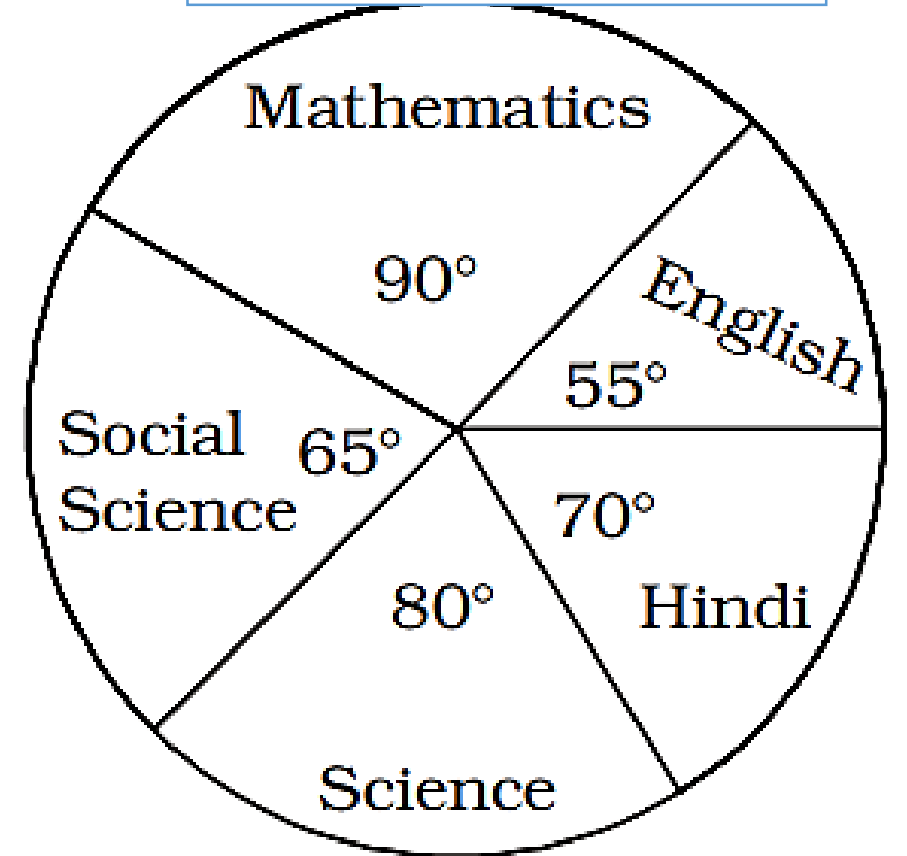 Mathematics
90°
English
55°
Social
Science
65°
70°
Hindi
80°
Science